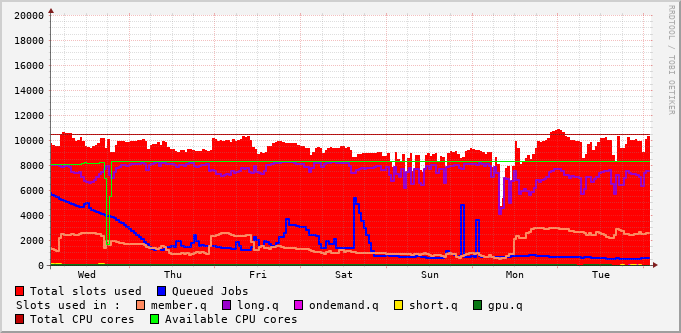 20000
18000
16000
14000
12000
10000
8000
6000
4000
2000
0
Wed Thu Fri Sat Sun Mon Tue
RRDTOOL / TOBI OETIKER
Total slots used Queued Jobs
Slots used in : member.q long.q ondemand.q short.q gpu.q
Total CPU cores Available CPU cores